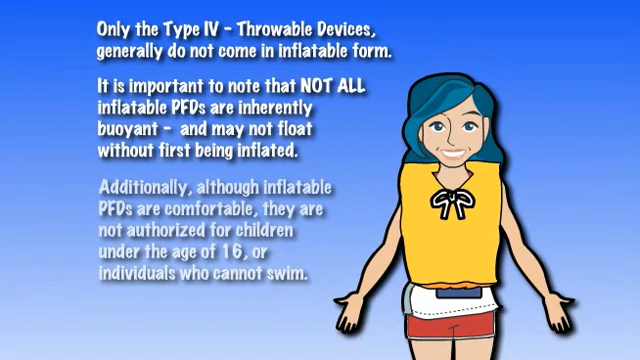 Only the Type IV - Throwable Devices,
generally do not come in inflatable form.
It is important to note that NOT ALL
inflatable PFDs are inherently
buoyant - and may not float
without first being inflated.
Additionally, although inflatable
PFDs are comfortable, they are
not authorized for children
under the age of 16, or
individuals who cannot swim.